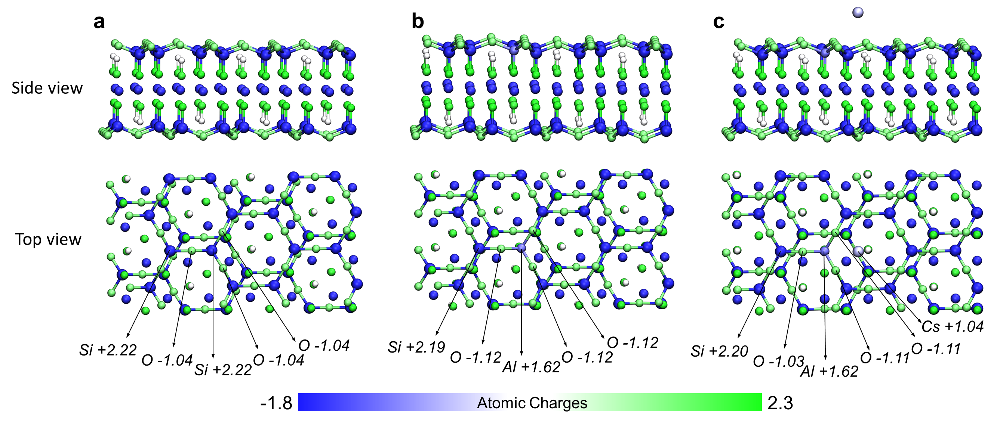 a
b
c
Side view
Top view
Si +2.22
O -1.04
Si +2.22
O -1.04
O -1.04
Si +2.19
O -1.12
Al +1.62
O -1.12
O -1.12
Si +2.20
O -1.03
Al +1.62
O -1.11
O -1.11
Cs +1.04
-1.8 Atomic Charges 2.3